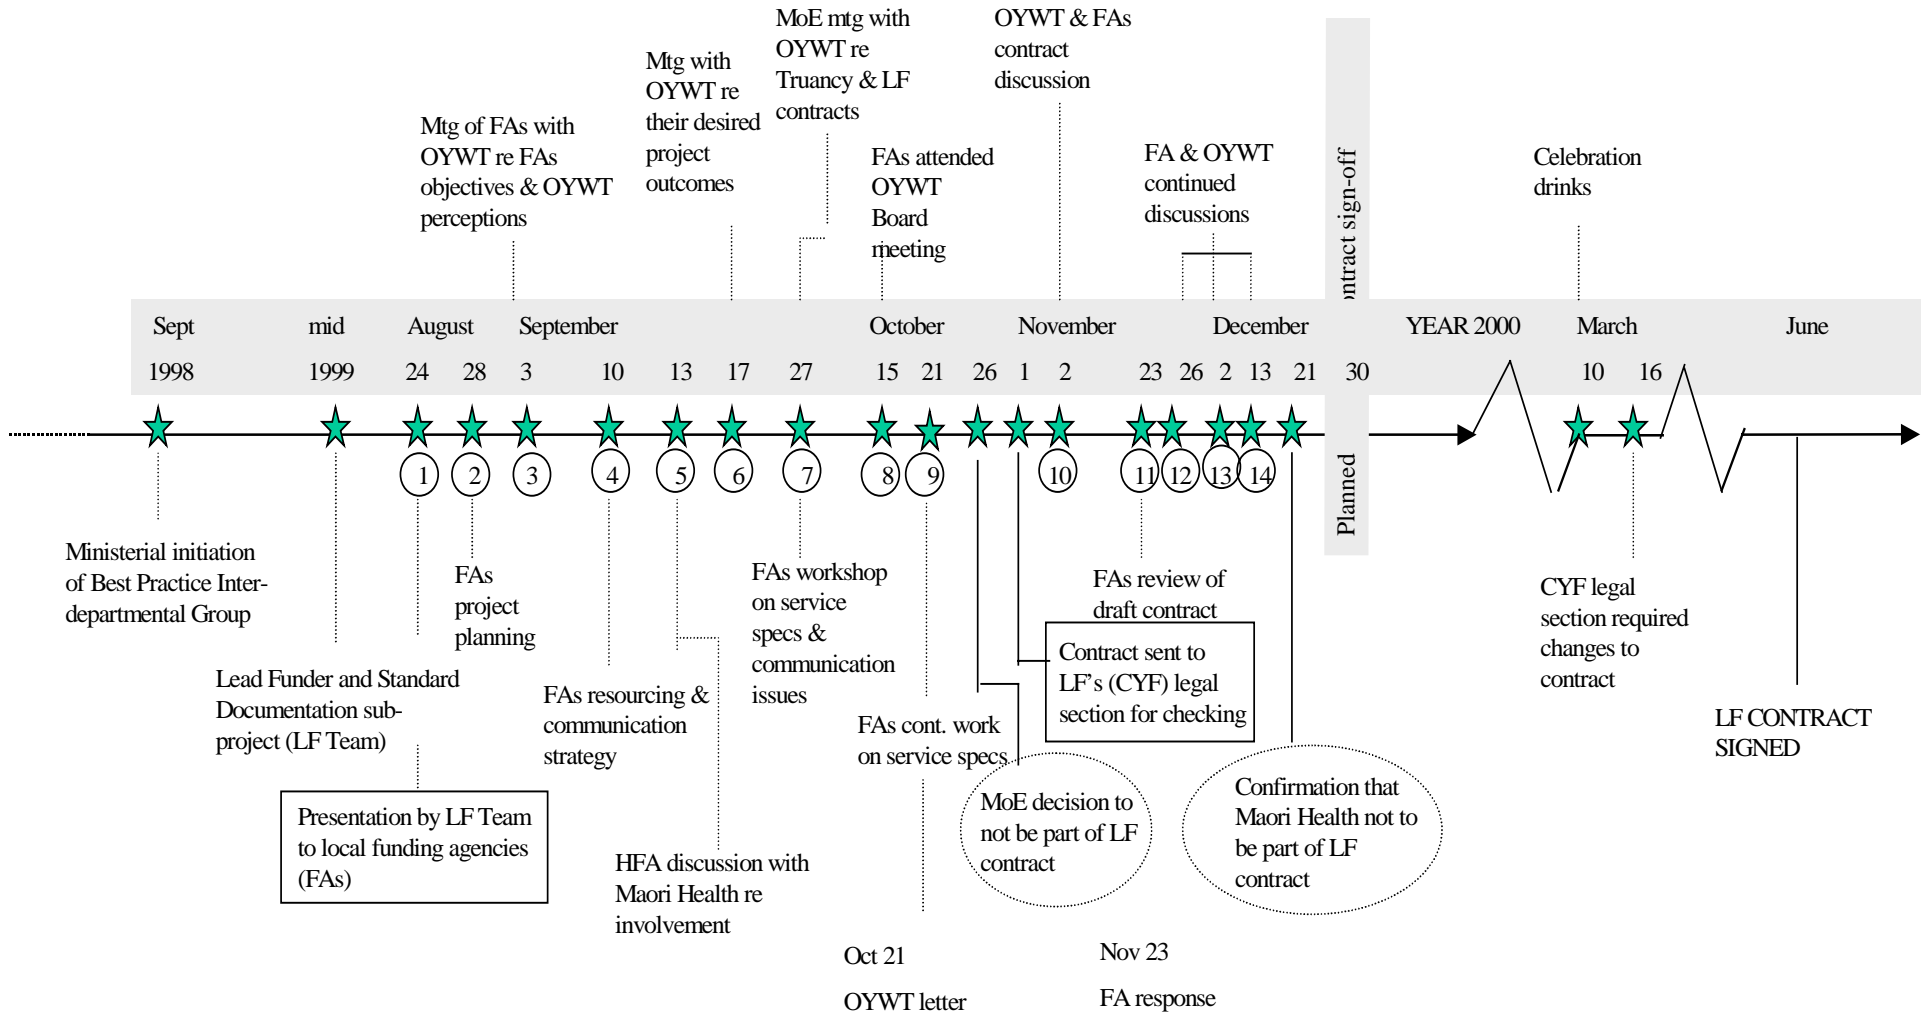 MoE mtg with
OYWT re
Truancy & LF
contracts
OYWT & FAs
contract
discussion
Mtg with
OYWT re
their desired
project
outcomes
Mtg of FAs with
OYWT re FAs
objectives & OYWT
perceptions
FAs attended
OYWT
Board
meeting
FA & OYWT
continued
discussions
ontract sign-off
Celebration
drinks
Sept mid August September October November December YEAR 2000 March June
1998 1999 24 28 3 10 13 17 27 15 21 26 1 2 23 26 2 13 21 30 10 16
1 2 3 4 5 6 7 8 9 10 11 12 13 14
Planned
Ministerial initiation
of Best Practice Inter-
departmental Group
FAs
project
planning
FAs workshop
on service
specs &
communication
issues
FAs review of
draft contract
CYF legal
section required
changes to
contract
Lead Funder and Standard
Documentation sub-
project (LF Team)
FAs resourcing &
communication
strategy
Contract sent to
LF's (CYF) legal
section for checking
FAs cont. work
on service specs
LF CONTRACT
SIGNED
Presentation by LF Team
to local funding agencies
(FAs)
MoE decision to
not be part of LF
contract
Confirmation that
Maori Health not to
be part of LF
contract
HFA discussion with
Maori Health re
involvement
Oct 21
OYWT letter
Nov 23
FA response